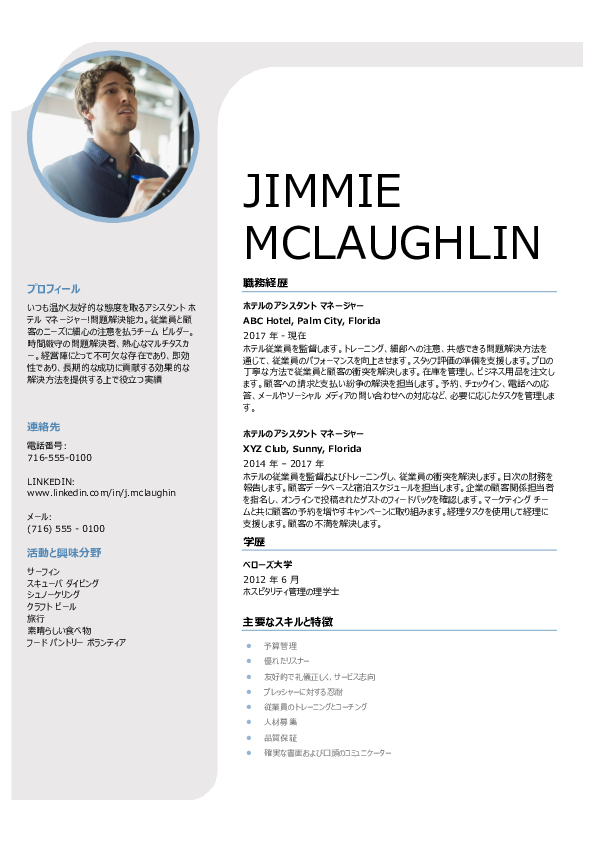 JIMMIE
MCLAUGHLIN
プロフィール
いつも温かく友好的な態度を取るアシスタント ホ
テル マネージャー!問題解決能力。従業員と顧
客のニーズに細心の注意を払うチーム ビルダー。
時間厳守の問題解決者、熱心なマルチタスカ
ー。経営陣にとって不可欠な存在であり、即効
性であり、長期的な成功に貢献する効果的な
解決方法を提供する上で役立つ実績
連絡先
電話番号:
716-555-0100
LINKEDIN:
www.linkedin.com/in/j.mclaughin
メール:
(716) 555 - 0100
活動と興味分野
サーフィン
スキューバ ダイビング
シュノーケリング
クラフト ビール
旅行
素晴らしい食べ物
フード パントリー ボランティア
職務経歴
ホテルのアシスタント マネージャー
ABC Hotel, Palm City, Florida
2017 年 - 現在
ホテル従業員を監督します。トレーニング、細部への注意、共感できる問題解決方法を
通じて、従業員のパフォーマンスを向上させます。スタッフ評価の準備を支援します。プロの
丁寧な方法で従業員と顧客の衝突を解決します。在庫を管理し、ビジネス用品を注文し
ます。顧客への請求と支払い紛争の解決を担当します。予約、チェックイン、電話への応
答、メールやソーシャル メディアの問い合わせへの対応など、必要に応じたタスクを管理しま
す。
ホテルのアシスタント マネージャー
XYZ Club, Sunny, Florida
2014 年 – 2017 年
ホテルの従業員を監督およびトレーニングし、従業員の衝突を解決します。日次の財務を
報告します。顧客データベースと宿泊スケジュールを担当します。企業の顧客関係担当者
を指名し、オンラインで投稿されたゲストのフィードバックを確認します。マーケティング チー
ムと共に顧客の予約を増やすキャンペーンに取り組みます。経理タスクを使用して経理に
支援します。顧客の不満を解決します。
学歴
ベローズ大学
2012 年 6 月
ホスピタリティ管理の理学士
主要なスキルと特徴
予算管理
優れたリスナー
友好的で礼儀正しく、サービス志向
プレッシャーに対する忍耐
従業員のトレーニングとコーチング
人材募集
品質保証
確実な書面および口頭のコミュニケーター